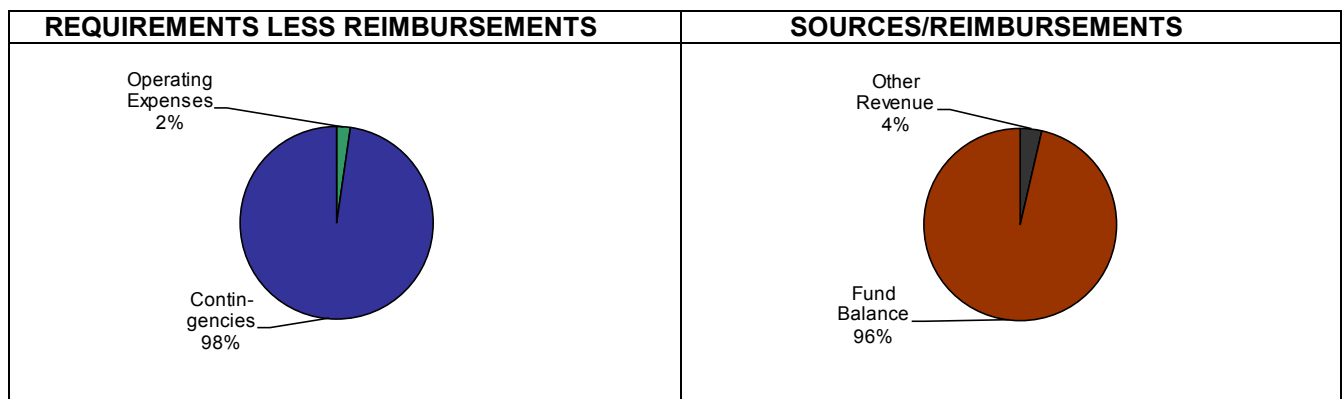 REQUIREMENTS LESS REIMBURSEMENTS
Operating
Expenses
2%
Contin-
gencies
98%
SOURCES/REIMBURSEMENTS
Other
Revenue
4%
Fund
Balance
96%